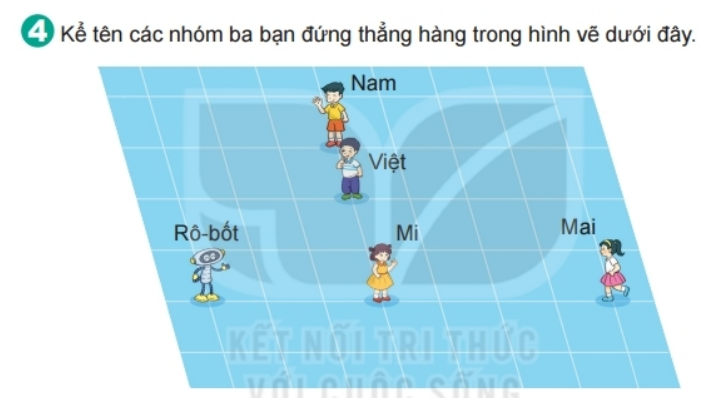 4 Kể tên các nhóm ba bạn đứng thẳng hàng trong hình vẽ dưới đây.
Nam
Việt
Rô-bốt Mi Mai
KẾT NỐI TRI THỨC
VỚI CUỘC SỐNG